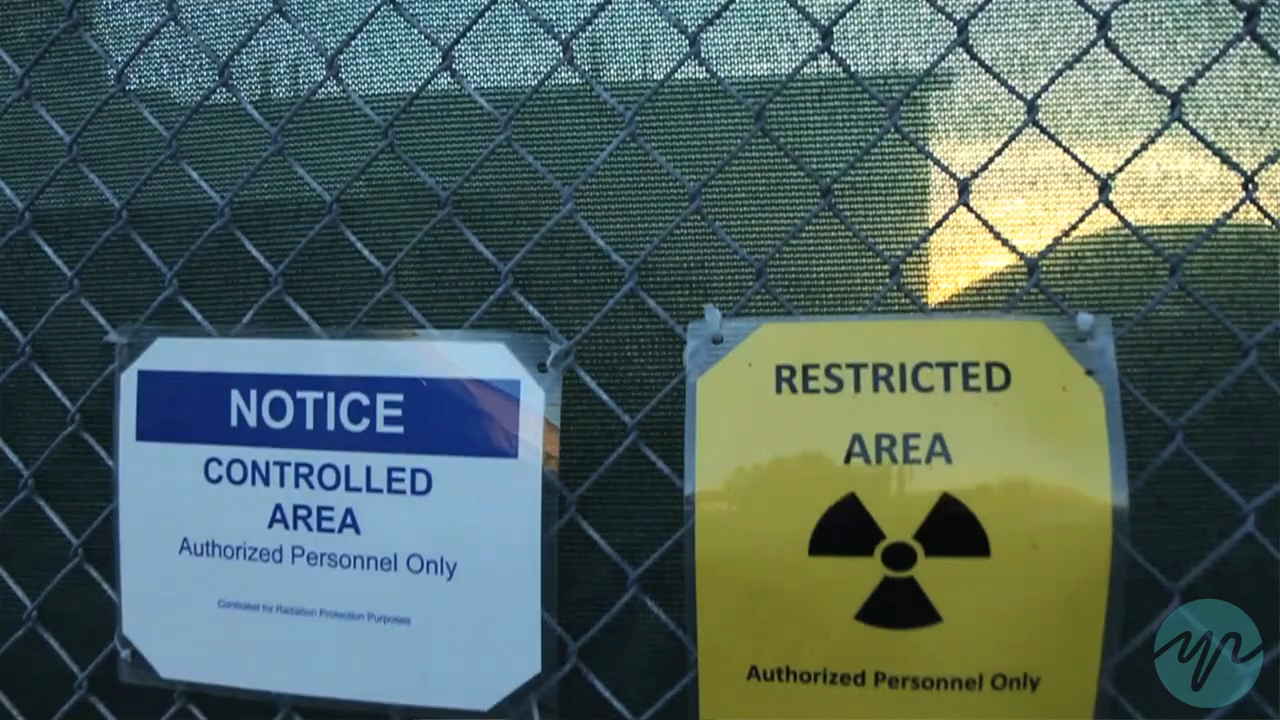 NOTICE
CONTROLLED
AREA
Authorized Personnel Only
Controlled for Radiation Protection Purposes
RESTRICTED
AREA
Authorized Personnel Only